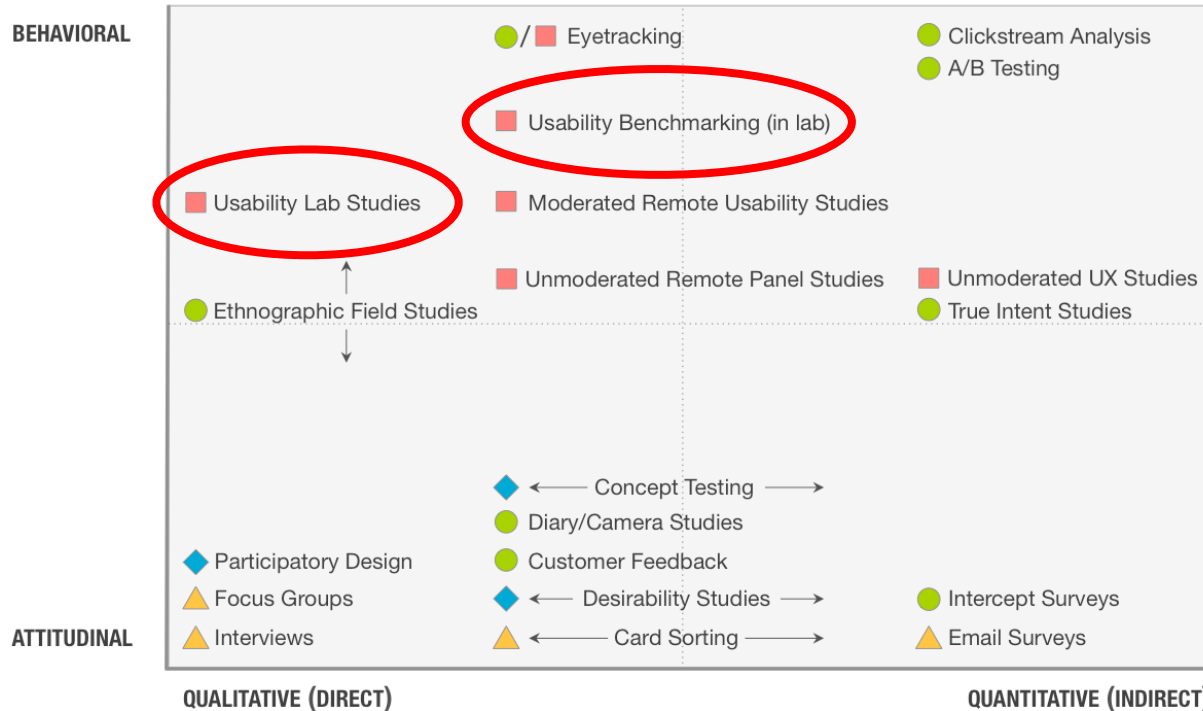 BEHAVIORAL
/ Eyetracking
Clickstream Analysis
A/B Testing
Usability Benchmarking (in lab)
Usability Lab Studies
Moderated Remote Usability Studies
Unmoderated Remote Panel Studies
Unmoderated UX Studies
Ethnographic Field Studies
True Intent Studies
Concept Testing
Diary/Camera Studies
Participatory Design
Customer Feedback
Focus Groups
Desirability Studies
Intercept Surveys
ATTITUDINAL
Interviews
Card Sorting
Email Surveys
QUALITATIVE (DIRECT)
QUANTITATIVE (INDIRECT)